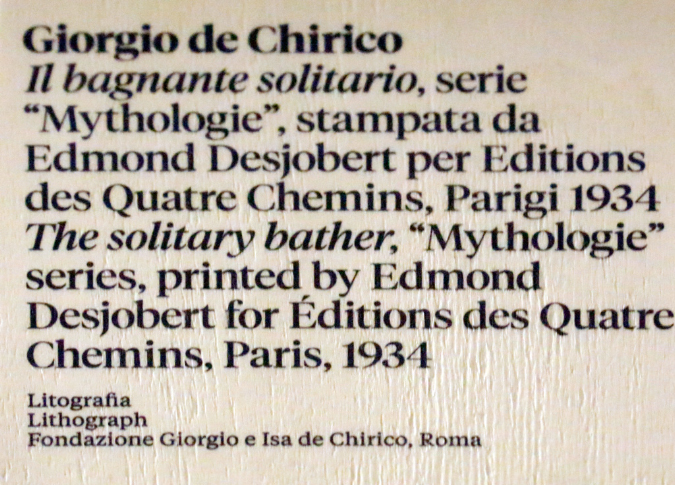 Giorgio de Chirico
Il bagnante solitario, serie
“Mythologie”, stampata da
Edmond Desjobert per Editions
des Quatre Chemins, Parigi 1934
The solitary bather, “Mythologie”
series, printed by Edmond
Desjobert for Éditions des Quatre
Chemins, Paris, 1934
Litografia
Lithograph
Fondazione Giorgio e Isa de Chirico, Roma